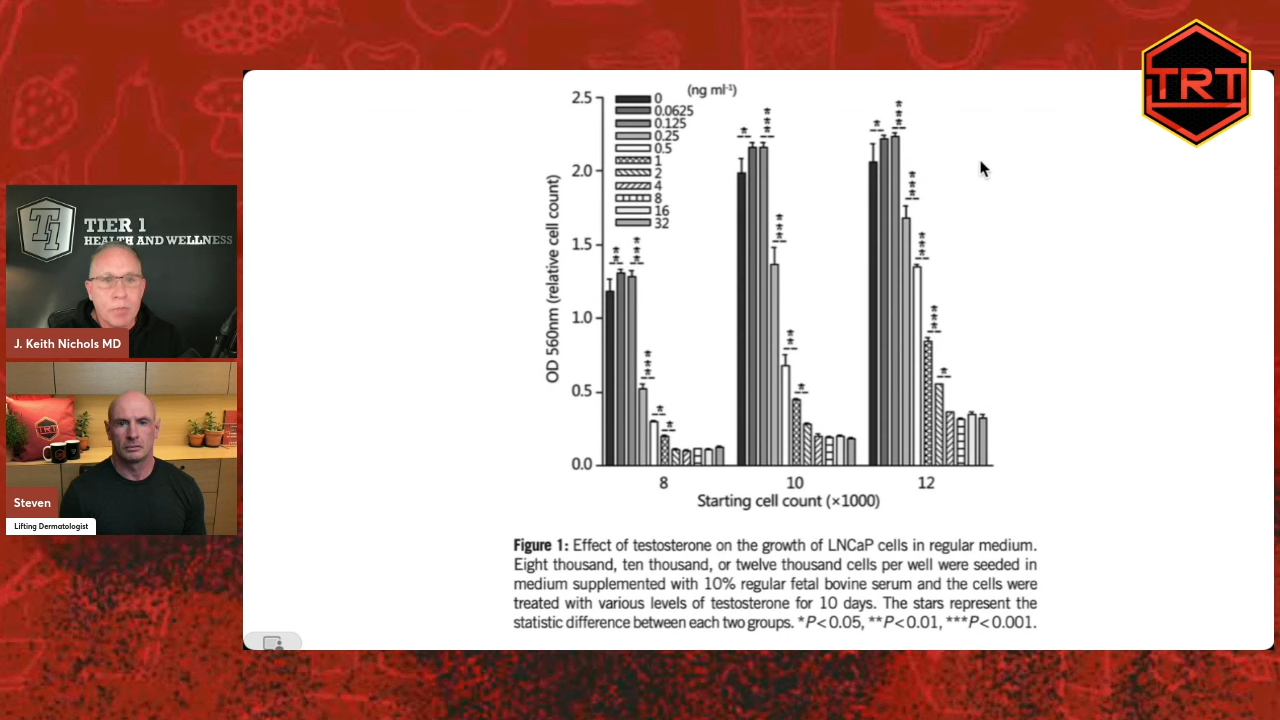 TRT
TIER 1
HEALTH AND WELLNESS
J. Keith Nichols MD
TRT
Steven
Lifting Dermatologist
(ng ml-1)
0
0.0625
0.125
0.25
0.5
1
2
4
8
16
32
2.5
2.0
1.5
1.0
0.5
0.0
OD 560nm (relative cell count)
* *** * ***
** *** *** *** ***
*** ** *** *
* * *
8 10 12
Starting cell count (×1000)
Figure 1: Effect of testosterone on the growth of LNCaP cells in regular medium.
Eight thousand, ten thousand, or twelve thousand cells per well were seeded in
medium supplemented with 10% regular fetal bovine serum and the cells were
treated with various levels of testosterone for 10 days. The stars represent the
statistic difference between each two groups. *P<0.05, **P<0.01, ***P<0.001.